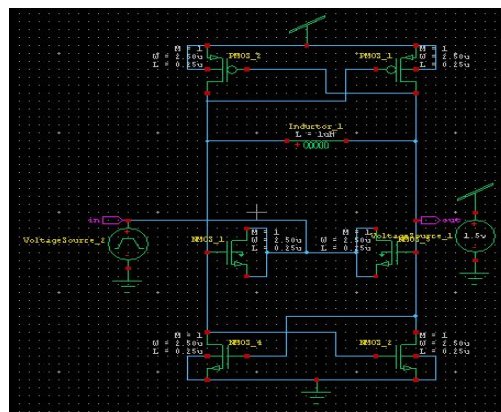 M = 1
W = 2.50u
L = 0.25u
PMOS_2
PMOS_1
M = 1
W = 2.50u
L = 0.25u
Inductor_1
L = 1uH
in
out
VoltageSource_2
NMOS_1
M = 1
W = 2.50u
L = 0.25u
M = 1
W = 2.50u
L = 0.25u
VoltageSource_1
1.5v
M = 1
W = 2.50u
L = 0.25u
NMOS_4
NMOS_2
M = 1
W = 2.50u
L = 0.25u